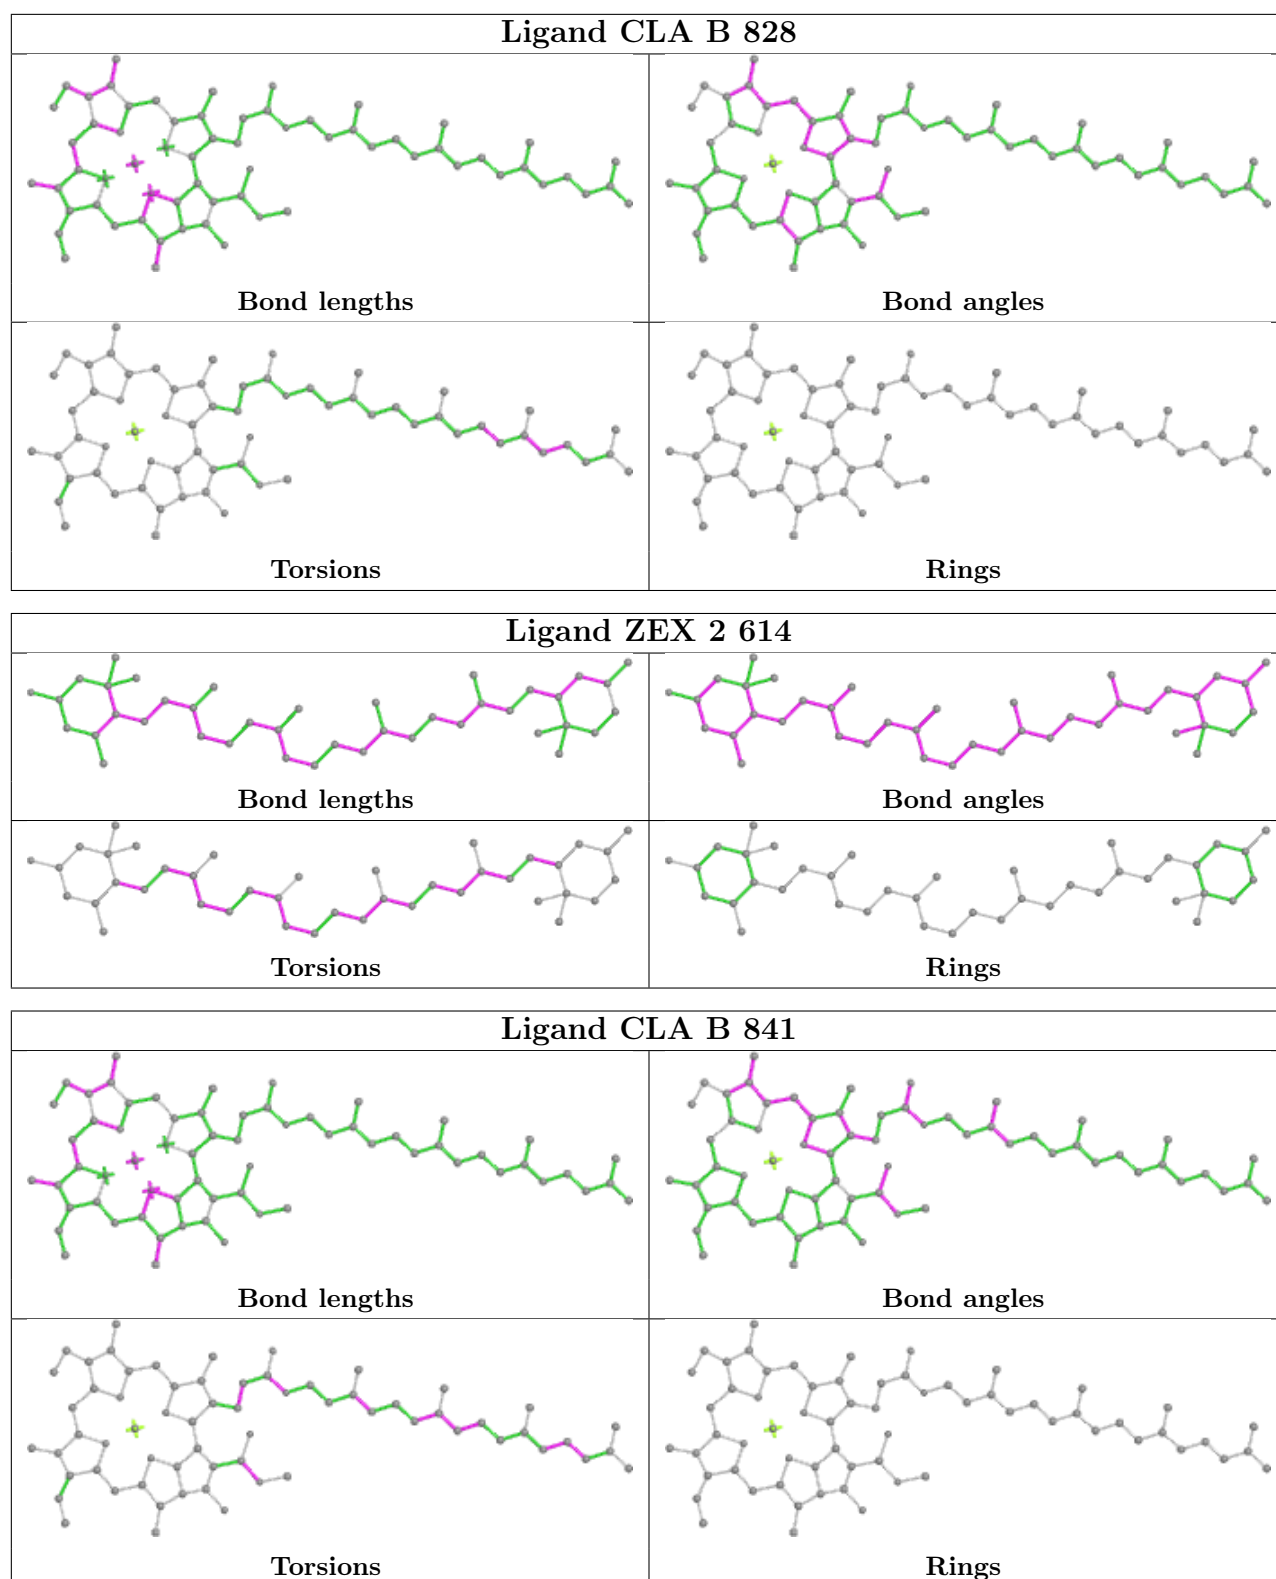 Ligand CLA B 828
Bond lengths
Bond angles
Torsions
Rings
Ligand ZEX 2 614
Bond lengths
Bond angles
Torsions
Rings
Ligand CLA B 841
Bond lengths
Bond angles
Torsions
Rings